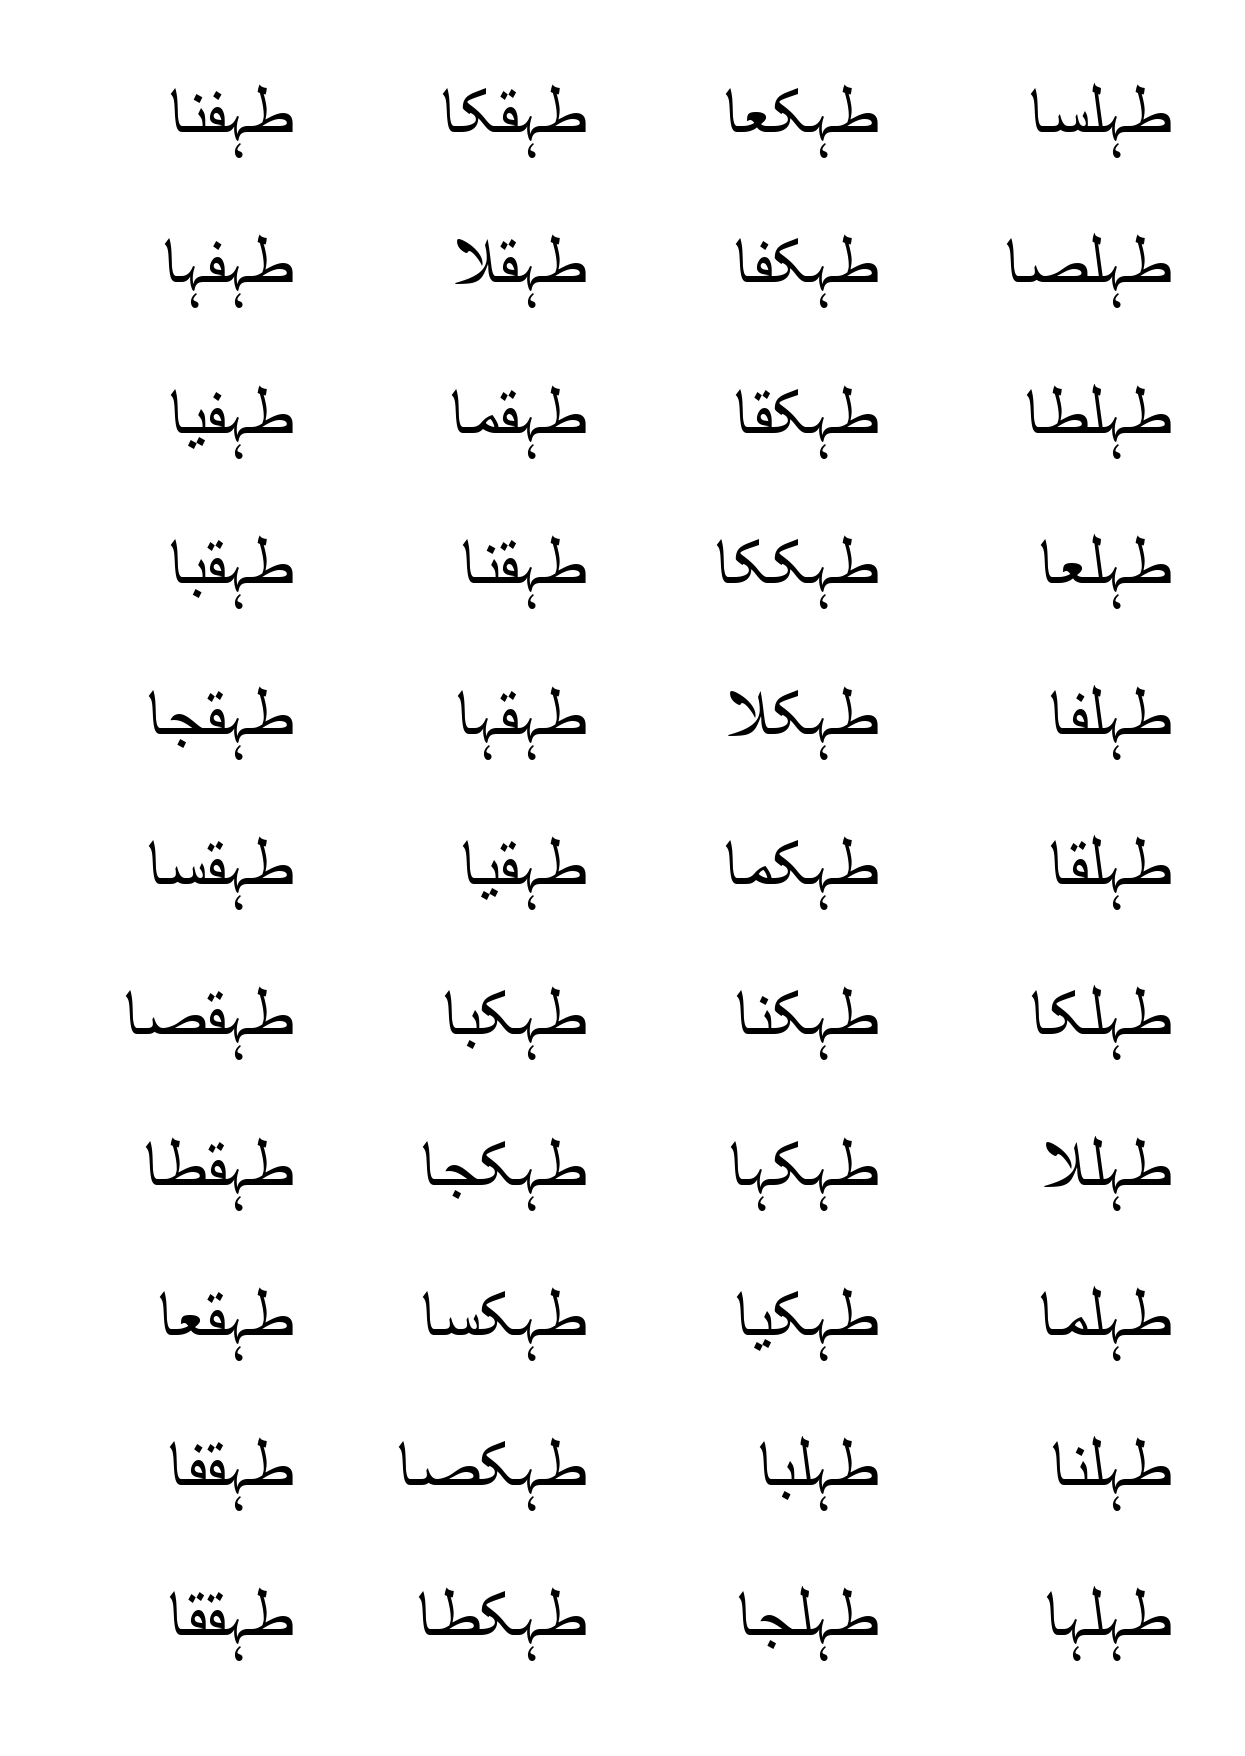 طہلسا طہکعا طہقکا طہفنا
طہلصا طہکفا طہقلا طہفہا
طہلطا طہکقا طہقما طہفیا
طہلعا طہککا طہقنا طہقبا
طہلفا طہکلا طہقہا طہقجا
طہلقا طہکما طہقیا طہقسا
طہلکا طہکنا طہکبا طہقصا
طہللا طہکہا طہکجا طہقطا
طہلما طہکیا طہکسا طہقعا
طہلنا طہلبا طہکصا طہقفا
طہلہا طہلجا طہکطا طہققا